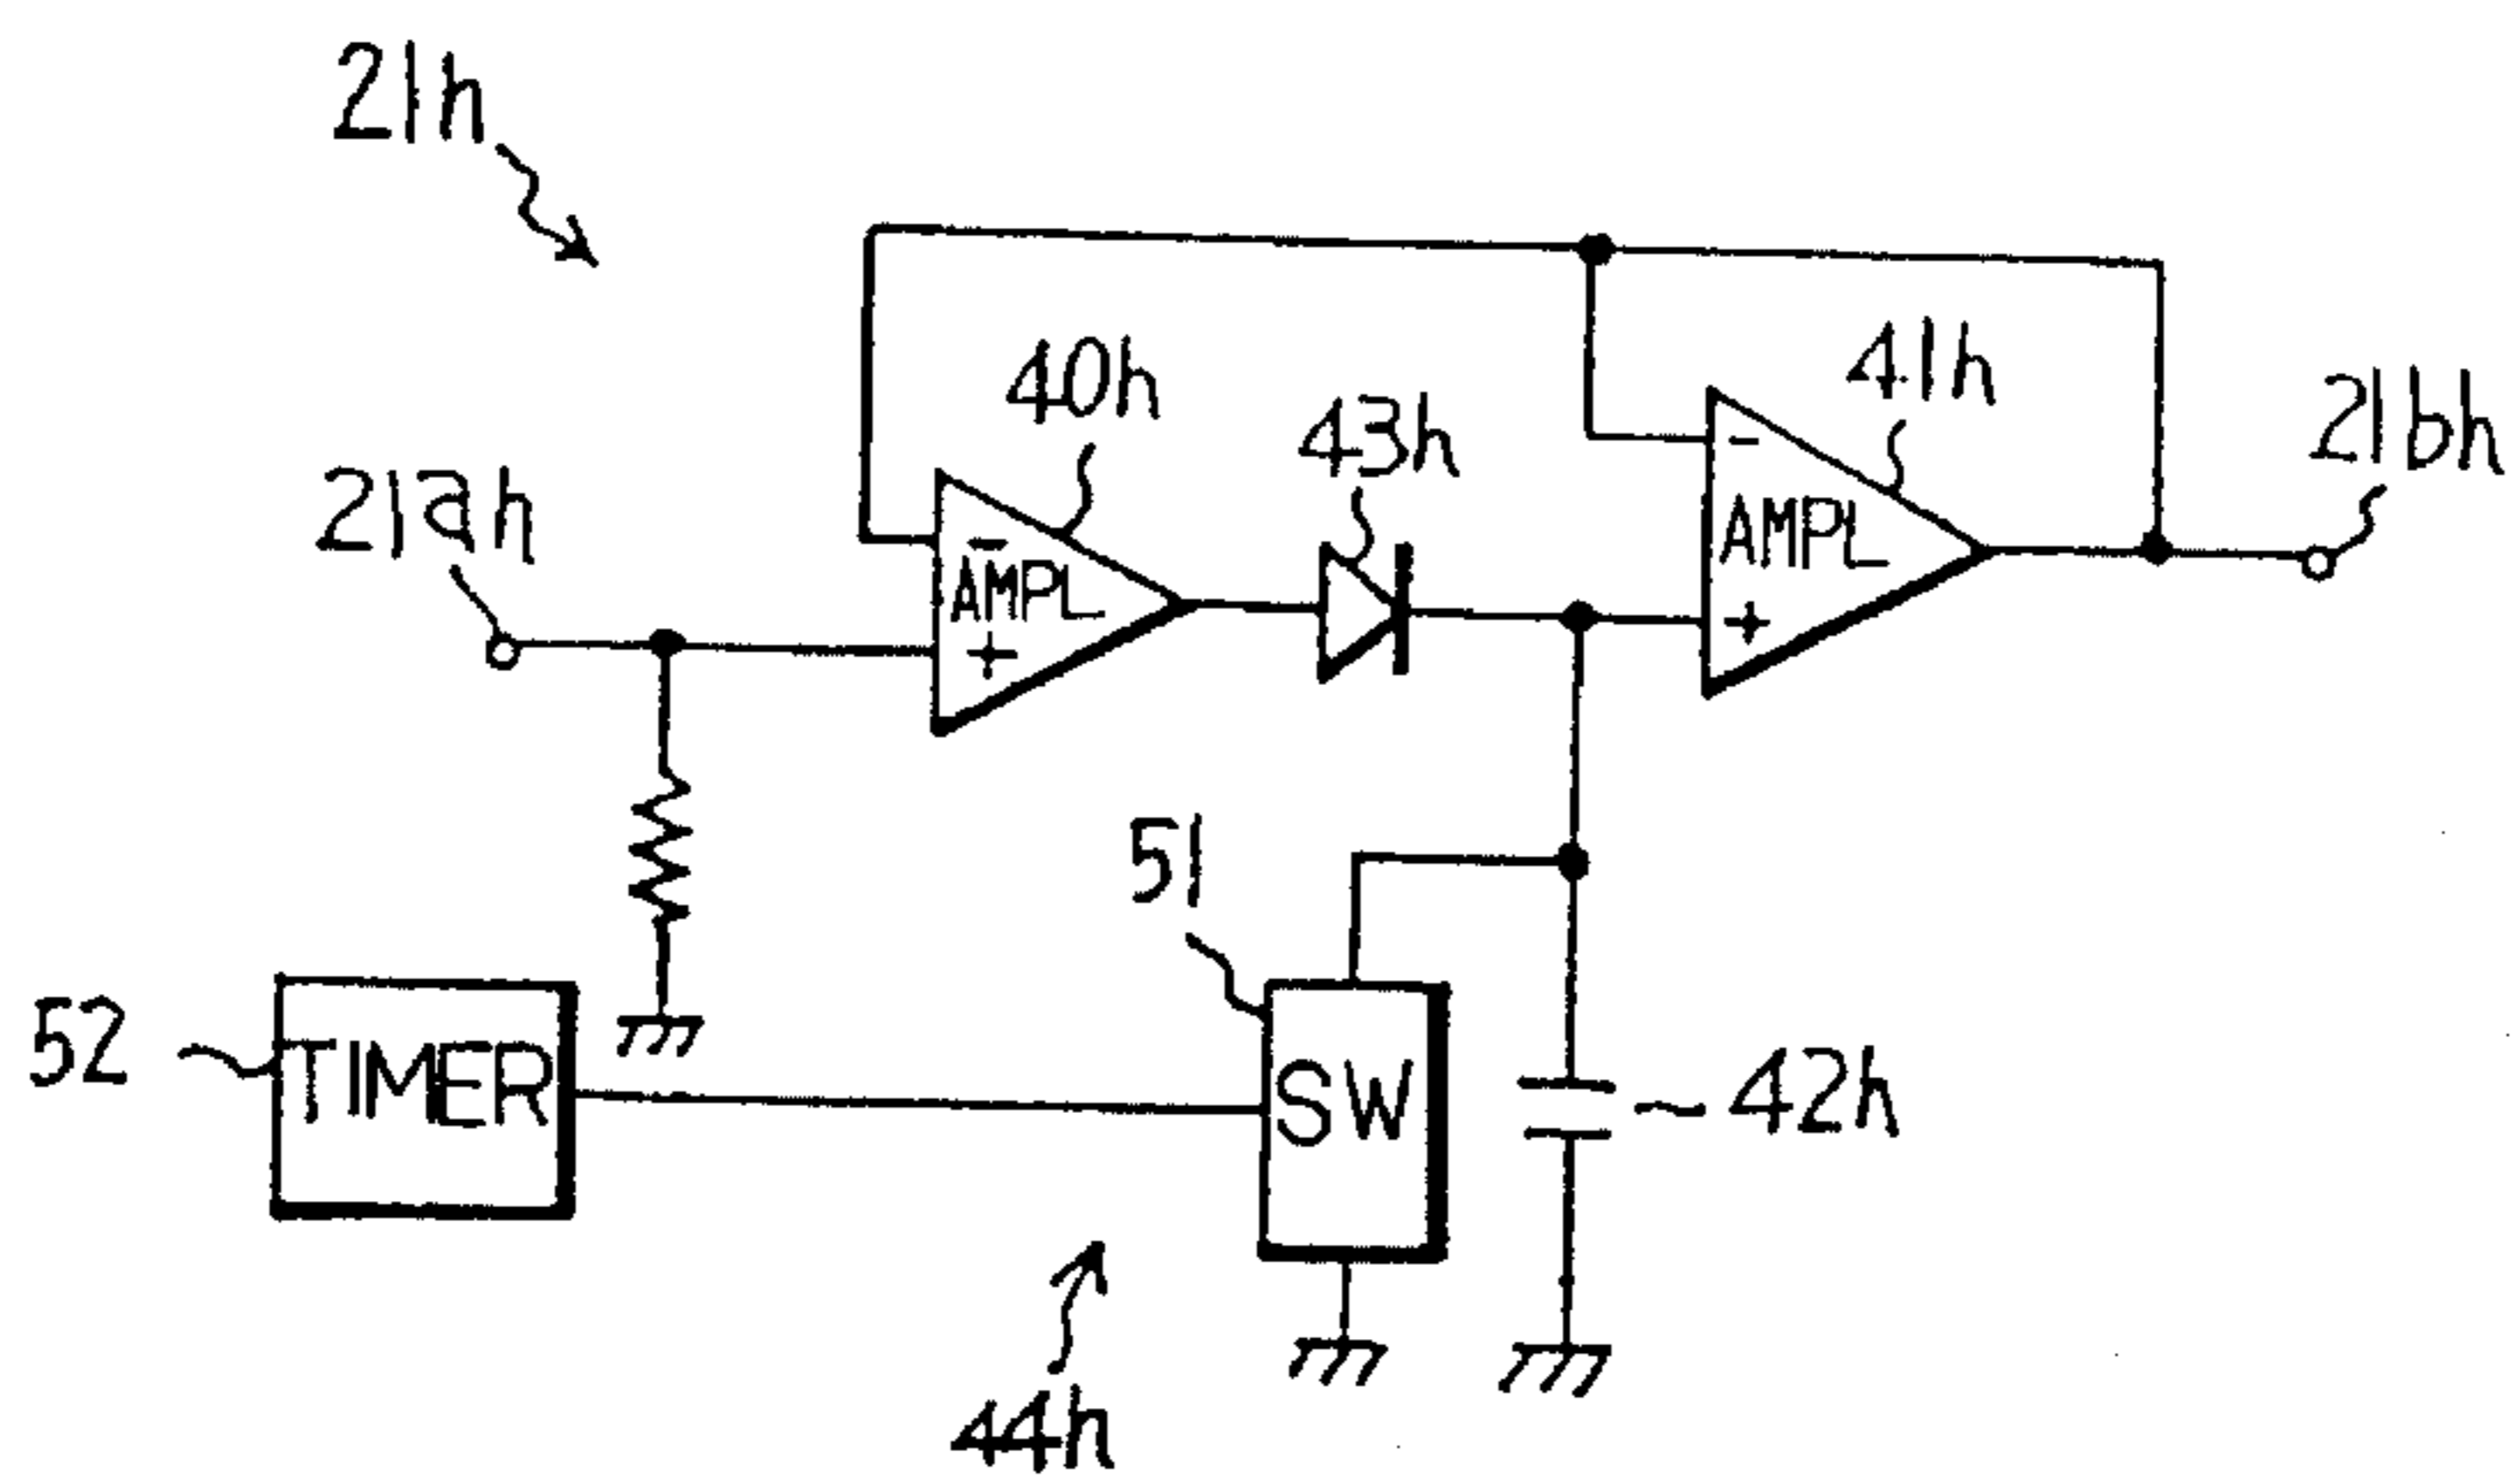 21h
40h
41h
43h
21bh
21ah
-
AMPL
+
-
AMPL
+
51
52
TIMER
SW
42h
44h